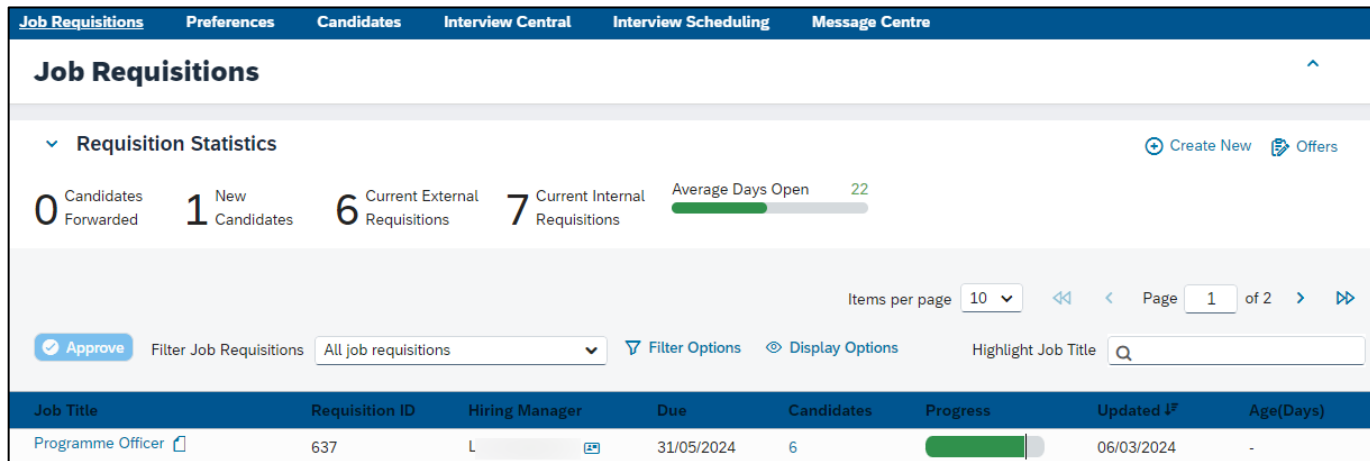 Job Requisitions Preferences Candidates Interview Central Interview Scheduling Message Centre
Job Requisitions
Requisition Statistics
Create New Offers
0 Candidates Forwarded 1 New Candidates 6 Current External Requisitions 7 Current Internal Requisitions Average Days Open 22
Items per page 10 Page 1 of 2
Approve Filter Job Requisitions All job requisitions Filter Options Display Options Highlight Job Title
Job Title Requisition ID Hiring Manager Due Candidates Progress Updated Age(Days)
Programme Officer 637 L 31/05/2024 6 06/03/2024 -